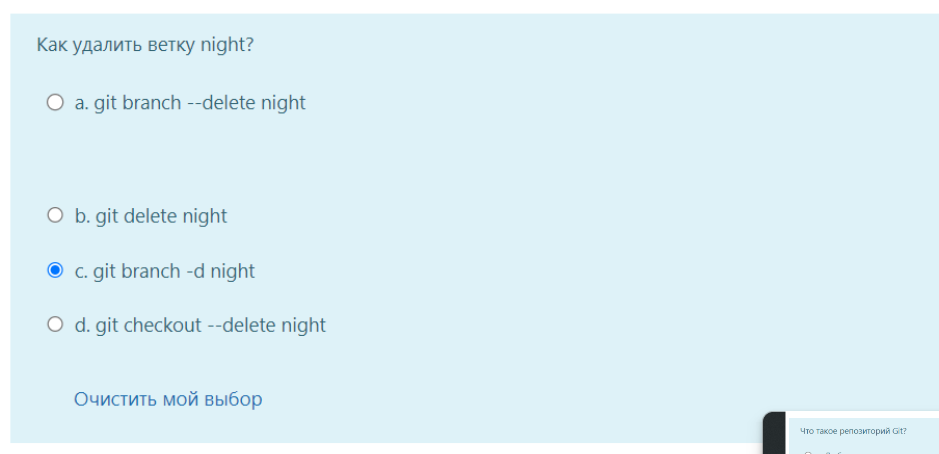 Как удалить ветку night?
a. git branch --delete night
b. git delete night
c. git branch -d night
d. git checkout --delete night
Очистить мой выбор
Что такое репозиторий Git?